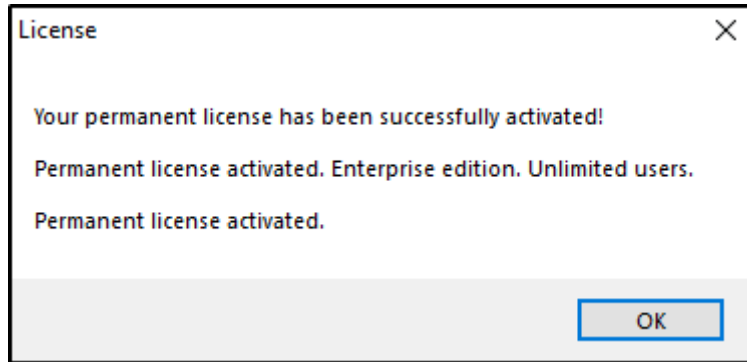 License
Your permanent license has been successfully activated!
Permanent license activated. Enterprise edition. Unlimited users.
Permanent license activated.
OK